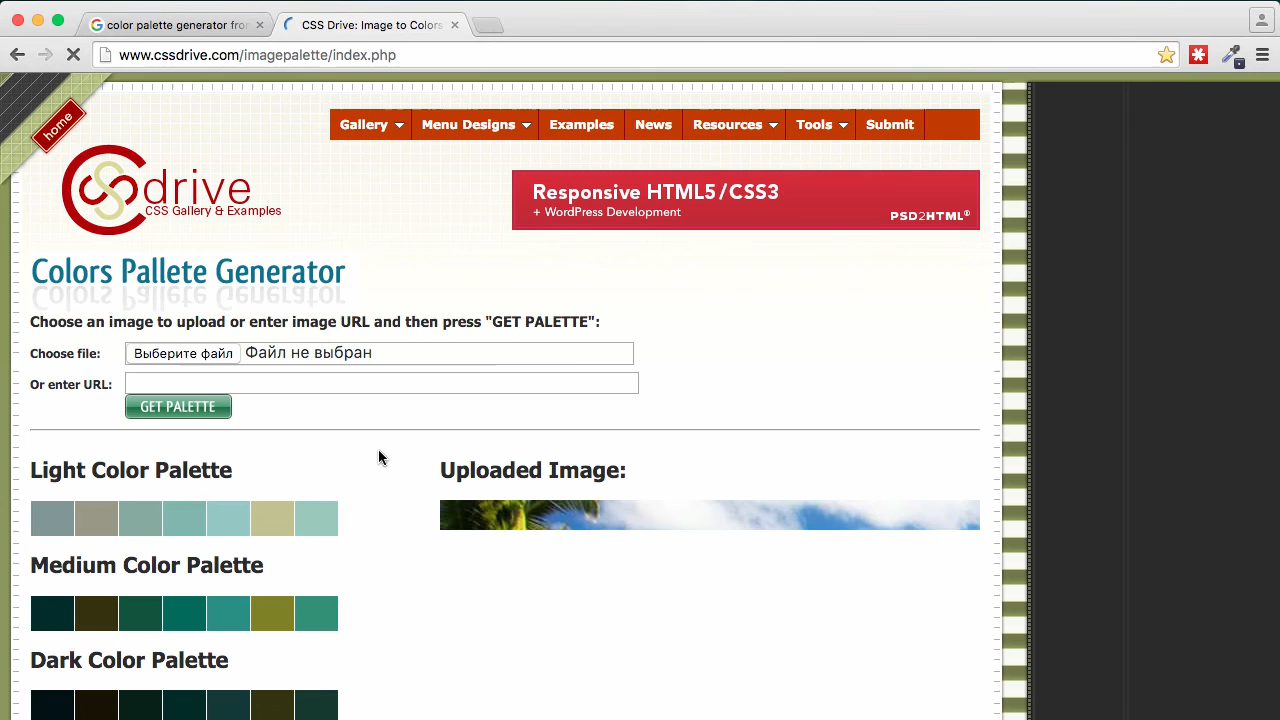 color palette generator fron
CSS Drive: Image to Colors
www.cssdrive.com/imagepalette/index.php
home
Gallery
Menu Designs
Examples
News
Resources
Tools
Submit
CSS drive
CSS Gallery & Examples
Responsive HTML5/CSS3
+ WordPress Development
PSD2HTML®
Colors Pallete Generator
Choose an image to upload or enter image URL and then press "GET PALETTE":
Choose file: Выберите файл Файл не выбран
Or enter URL:
GET PALETTE
Light Color Palette
Uploaded Image:
Medium Color Palette
Dark Color Palette